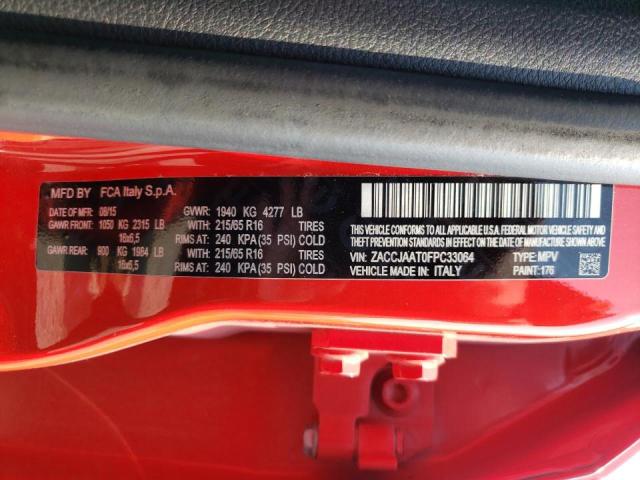 MFD BY FCA Italy S.p.A.
DATE OF MFR: 08/15 GVWR: 1940 KG 4277 LB
GAWR FRONT: 1050 KG 2315 LB WITH: 215/65 R16 TIRES
16x6,5 RIMS AT: 240 KPA (35 PSI) COLD
GAWR REAR: 900 KG 1984 LB WITH: 215/65 R16 TIRES
16x6,5 RIMS AT: 240 KPA (35 PSI) COLD
THIS VEHICLE CONFORMS TO ALL APPLICABLE U.S.A. FEDERAL MOTOR VEHICLE
SAFETY, BUMPER, AND THEFT PREVENTION STANDARDS IN EFFECT ON
THE DATE OF MANUFACTURE SHOWN ABOVE.
VIN: ZACCJAAT0FPC33064 TYPE: MPV
VEHICLE MADE IN: ITALY PAINT: 176